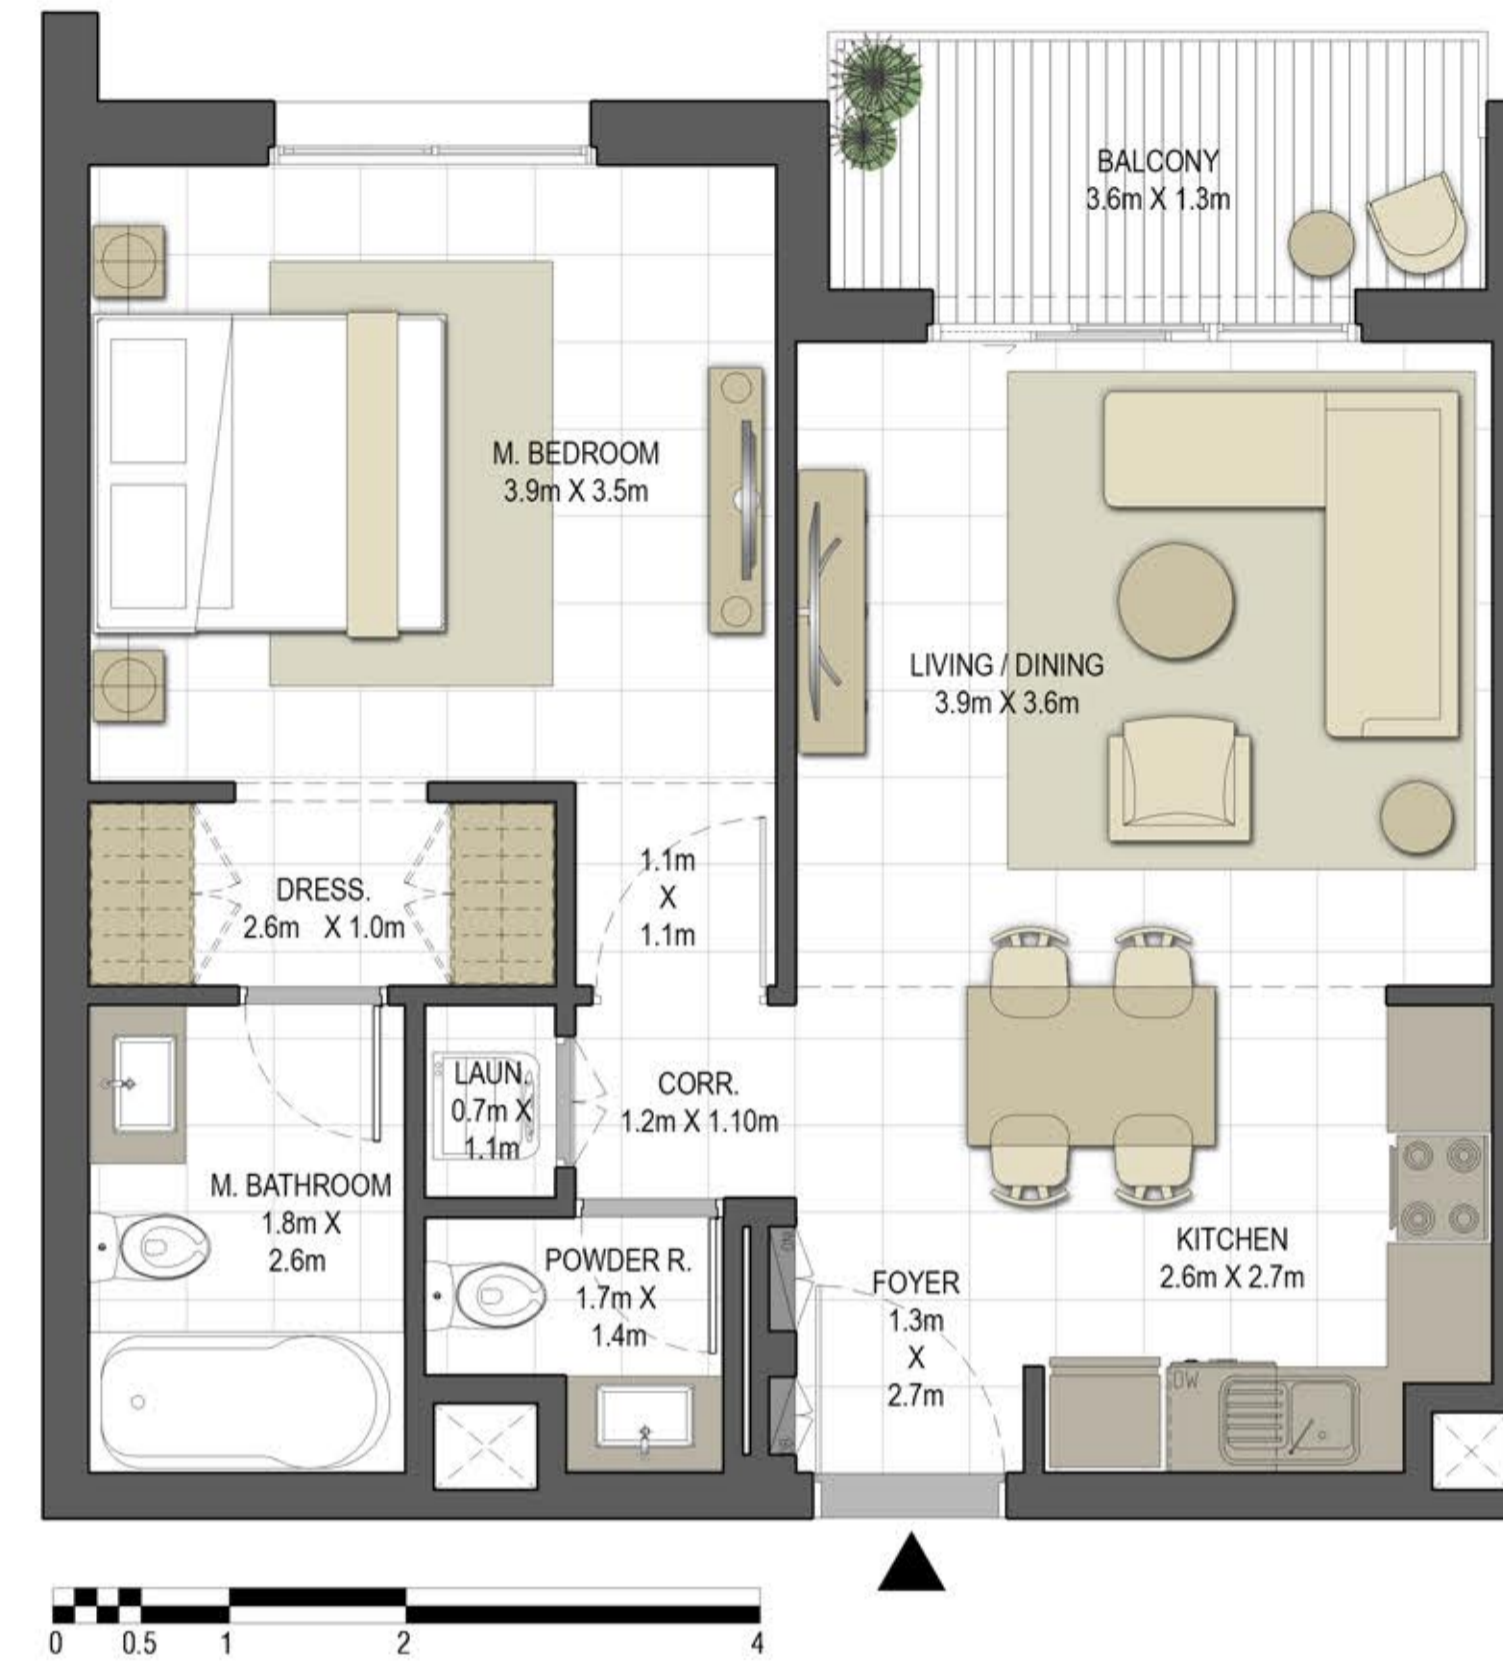 BALCONY
3.6m X 1.3m
M. BEDROOM
3.9m X 3.5m
LIVING / DINING
3.9m X 3.6m
1.1m
X
1.1m
DRESS.
2.6m X 1.0m
LAUN.
0.7m X
1.1m
CORR.
1.2m X 1.10m
M. BATHROOM
1.8m X
2.6m
POWDER R.
1.7m X
1.4m
FOYER
1.3m
X
2.7m
KITCHEN
2.6m X 2.7m
DW
0 0.5 1 2 4